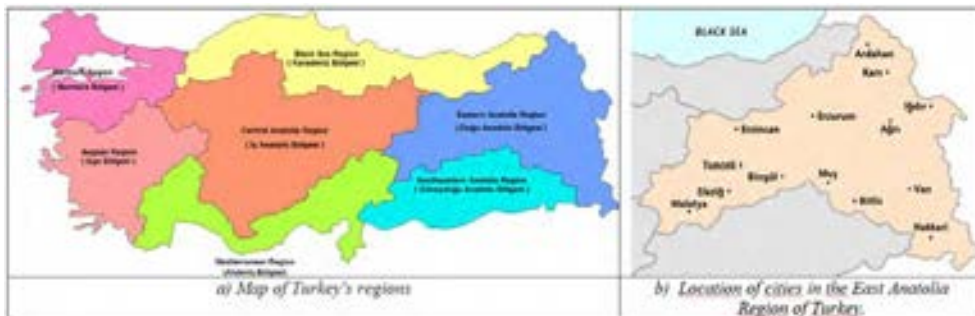 Black Sea Region
( Karadeniz Bölgesi )
Marmara Region
( Marmara Bölgesi )
Eastern Anatolia Region
(Doğu Anadolu Bölgesi)
Central Anatolia Region
( İç Anadolu Bölgesi )
Aegean Region
( Ege Bölgesi )
Southeastern Anatolia Region
( Güneydoğu Anadolu Bölgesi )
Mediterranean Region
(Akdeniz Bölgesi)
a) Map of Turkey's regions
BLACK SEA
Ardahan
Kars
Iğdır
Erzurum
Ağrı
Erzincan
Tunceli
Bingöl
Muş
Elazığ
Van
Malatya
Bitlis
Hakkari
b) Location of cities in the East Anatolia
Region of Turkey.